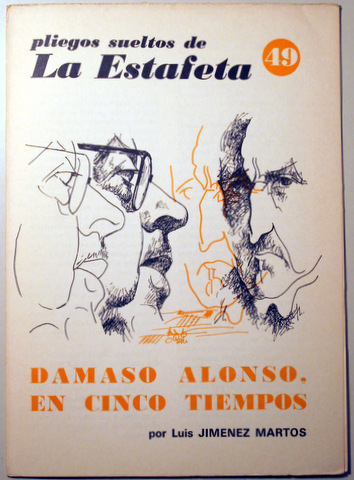 pliegos sueltos de
La Estafeta
49
DAMASO ALONSO,
EN CINCO TIEMPOS
por Luis JIMENEZ MARTOS